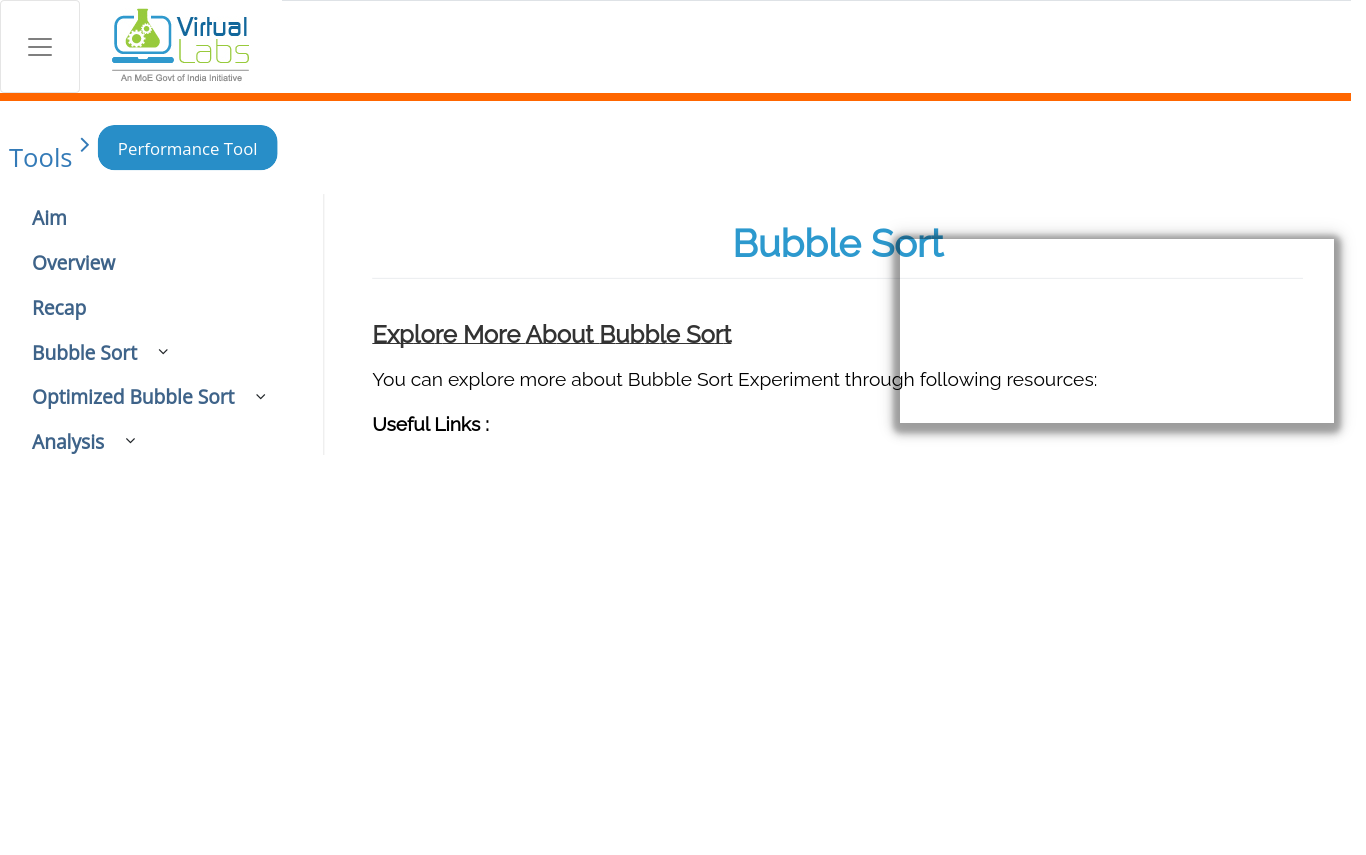 Virtual
Labs
An MoE Govt of India Initiative
Tools
Performance Tool
Aim
Overview
Recap
Bubble Sort
Optimized Bubble Sort
Analysis
Bubble Sort
Explore More About Bubble Sort
You can explore more about Bubble Sort Experiment through following resources:
Useful Links :